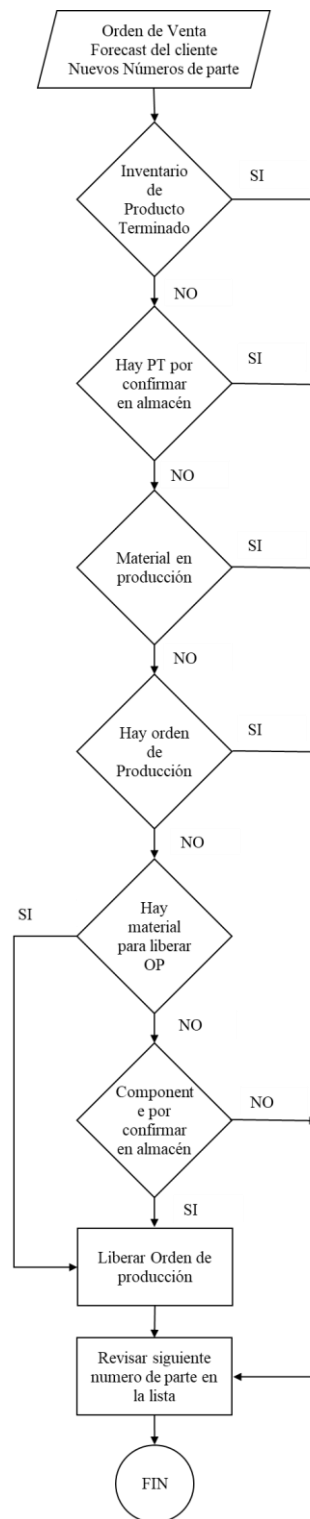 Orden de Venta
Forecast del cliente
Nuevos Números de parte
Inventario
de
Producto
Terminado
SI
NO
Hay PT por
confirmar
en almacén
SI
NO
Material en
producción
SI
NO
Hay orden
de
Producción
SI
NO
SI
Hay
material
para liberar
OP
NO
Component
e por
confirmar
en almacén
NO
SI
Liberar Orden de
producción
Revisar siguiente
numero de parte en
la lista
FIN